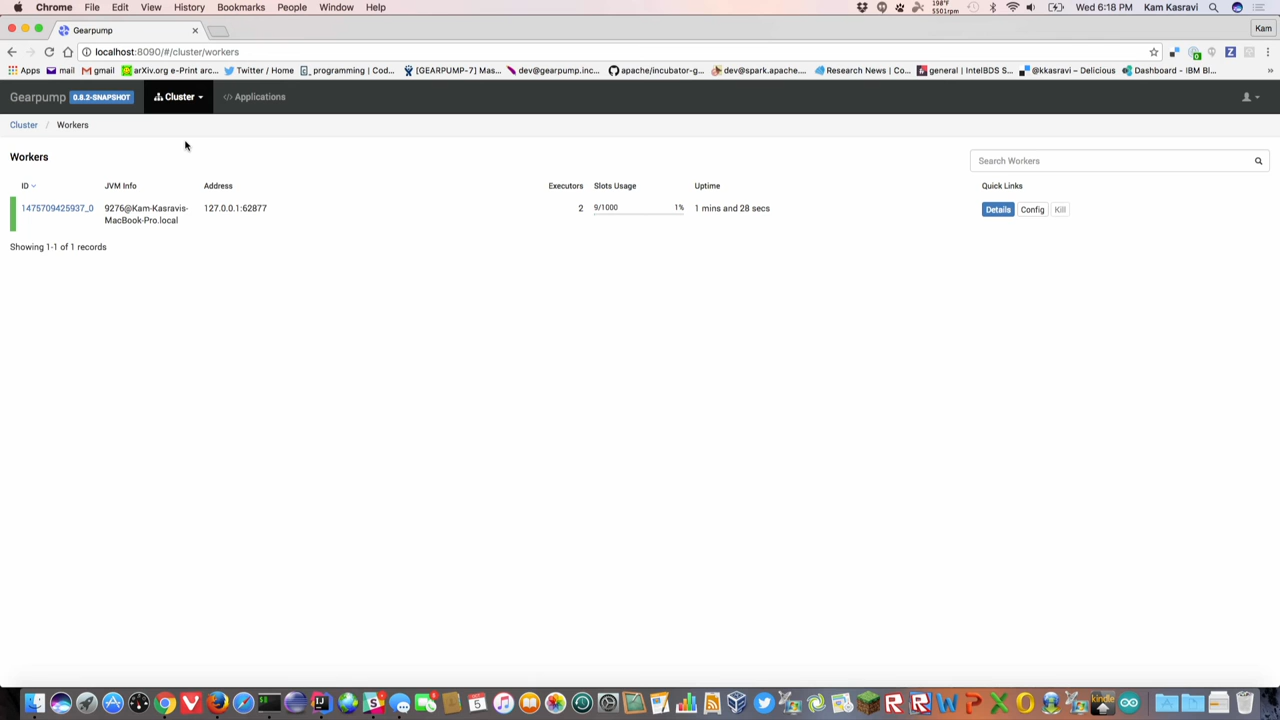 Chrome File Edit View History Bookmarks People Window Help 198°F 5501rpm Wed 6:18 PM Kam Kasravi
Gearpump Kam
localhost:8090/#/cluster/workers
Apps mail gmail arXiv.org e-Print arc... Twitter / Home programming | Cod... [GEARPUMP-7] Mas... dev@gearpump.inc... apache/incubator-g... dev@spark.apache.... Research News | Co... general | IntelBDS S... @kkasravi – Delicious Dashboard - IBM Bl... »
Gearpump 0.8.2-SNAPSHOT Cluster </> Applications
Cluster / Workers
Workers Search Workers
ID JVM Info Address Executors Slots Usage Uptime Quick Links
1475709425937_0 9276@Kam-Kasravis- 127.0.0.1:62877 2 9/1000 1% 1 mins and 28 secs Details Config Kill
MacBook-Pro.local
Showing 1-1 of 1 records
kindle